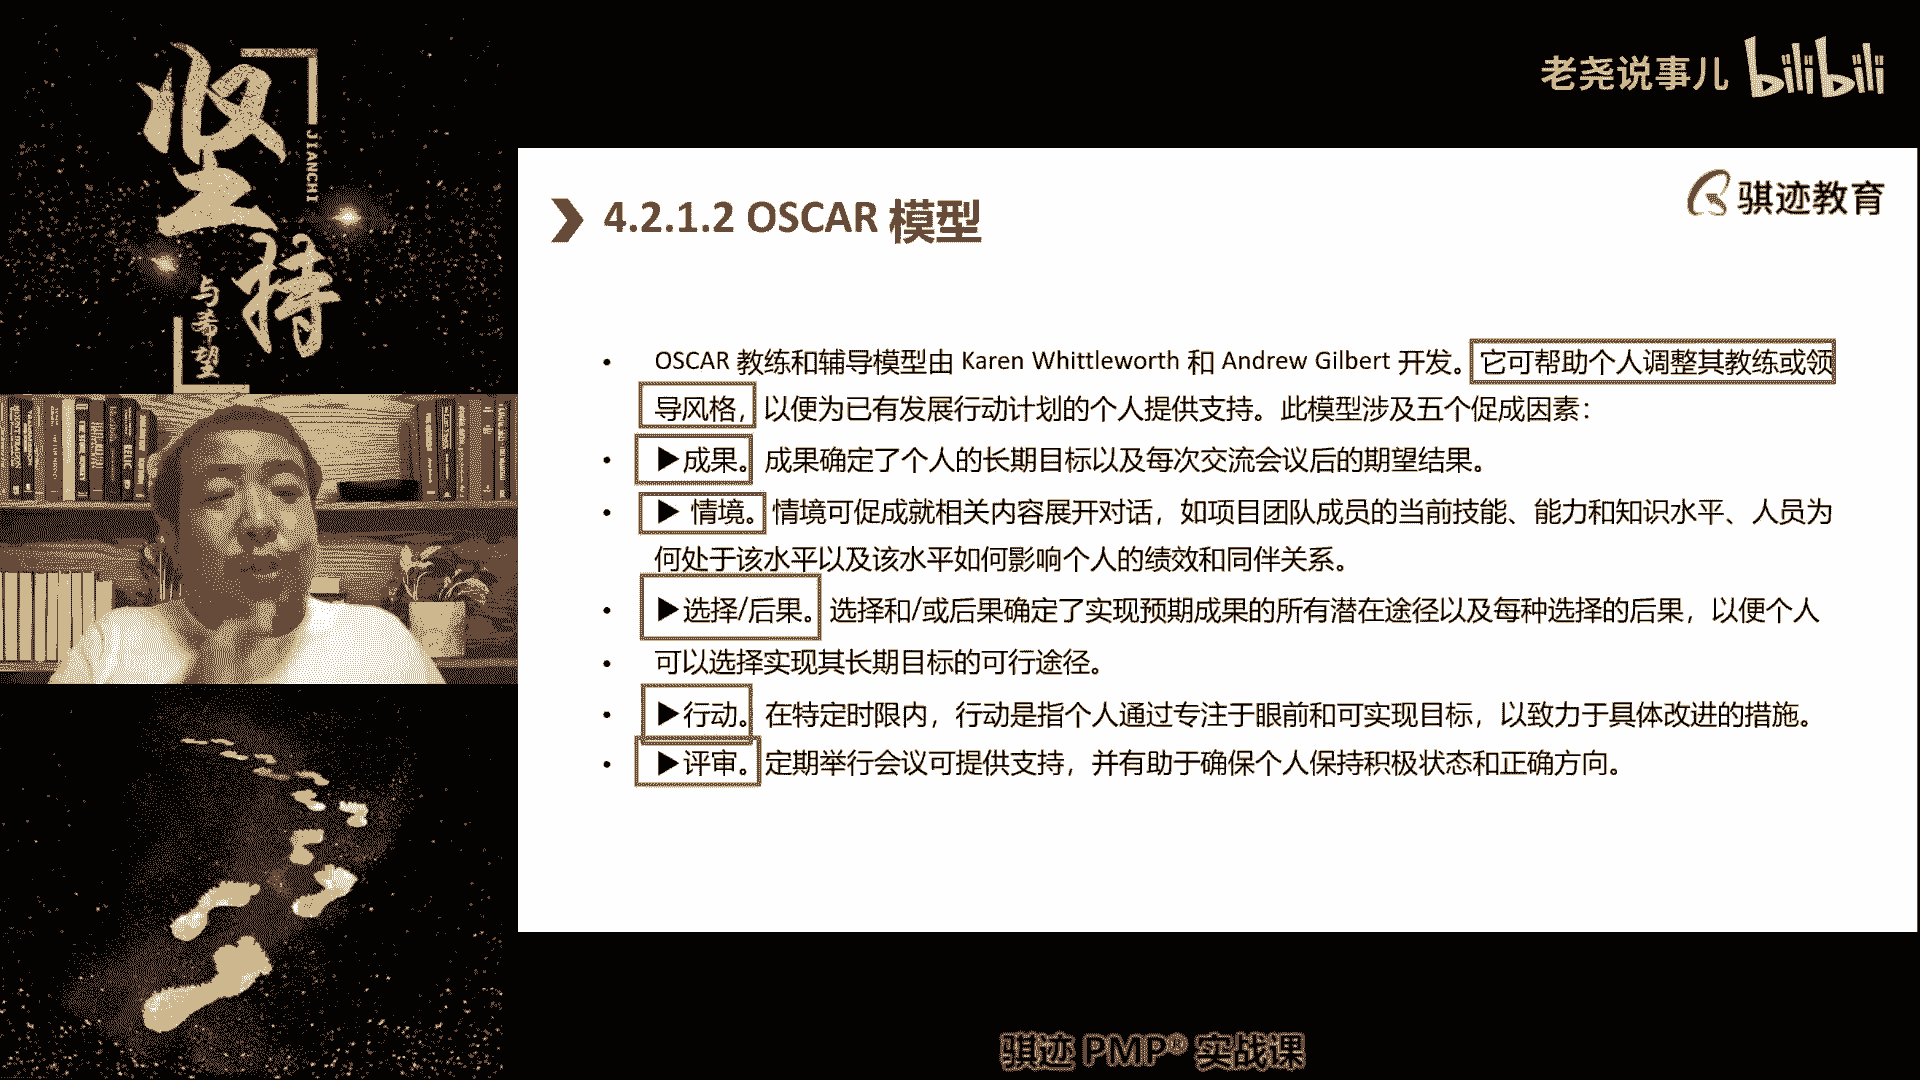 坚持
JIANCHI
与希望
老尧说事儿 bilibili
骐迹教育
4.2.1.2 OSCAR 模型
• OSCAR 教练和辅导模型由 Karen Whittleworth 和 Andrew Gilbert 开发。它可帮助个人调整其教练或领
导风格，以便为已有发展行动计划的个人提供支持。此模型涉及五个促成因素：
• ▶成果。成果确定了个人的长期目标以及每次交流会议后的期望结果。
• ▶ 情境。情境可促成就相关内容展开对话，如项目团队成员的当前技能、能力和知识水平、人员为
何处于该水平以及该水平如何影响个人的绩效和同伴关系。
• ▶选择/后果。选择和/或后果确定了实现预期成果的所有潜在途径以及每种选择的后果，以便个人
• 可以选择实现其长期目标的可行途径。
• ▶行动。在特定时限内，行动是指个人通过专注于眼前和可实现目标，以致力于具体改进的措施。
• ▶评审。定期举行会议可提供支持，并有助于确保个人保持积极状态和正确方向。
骐迹 PMP® 实战课